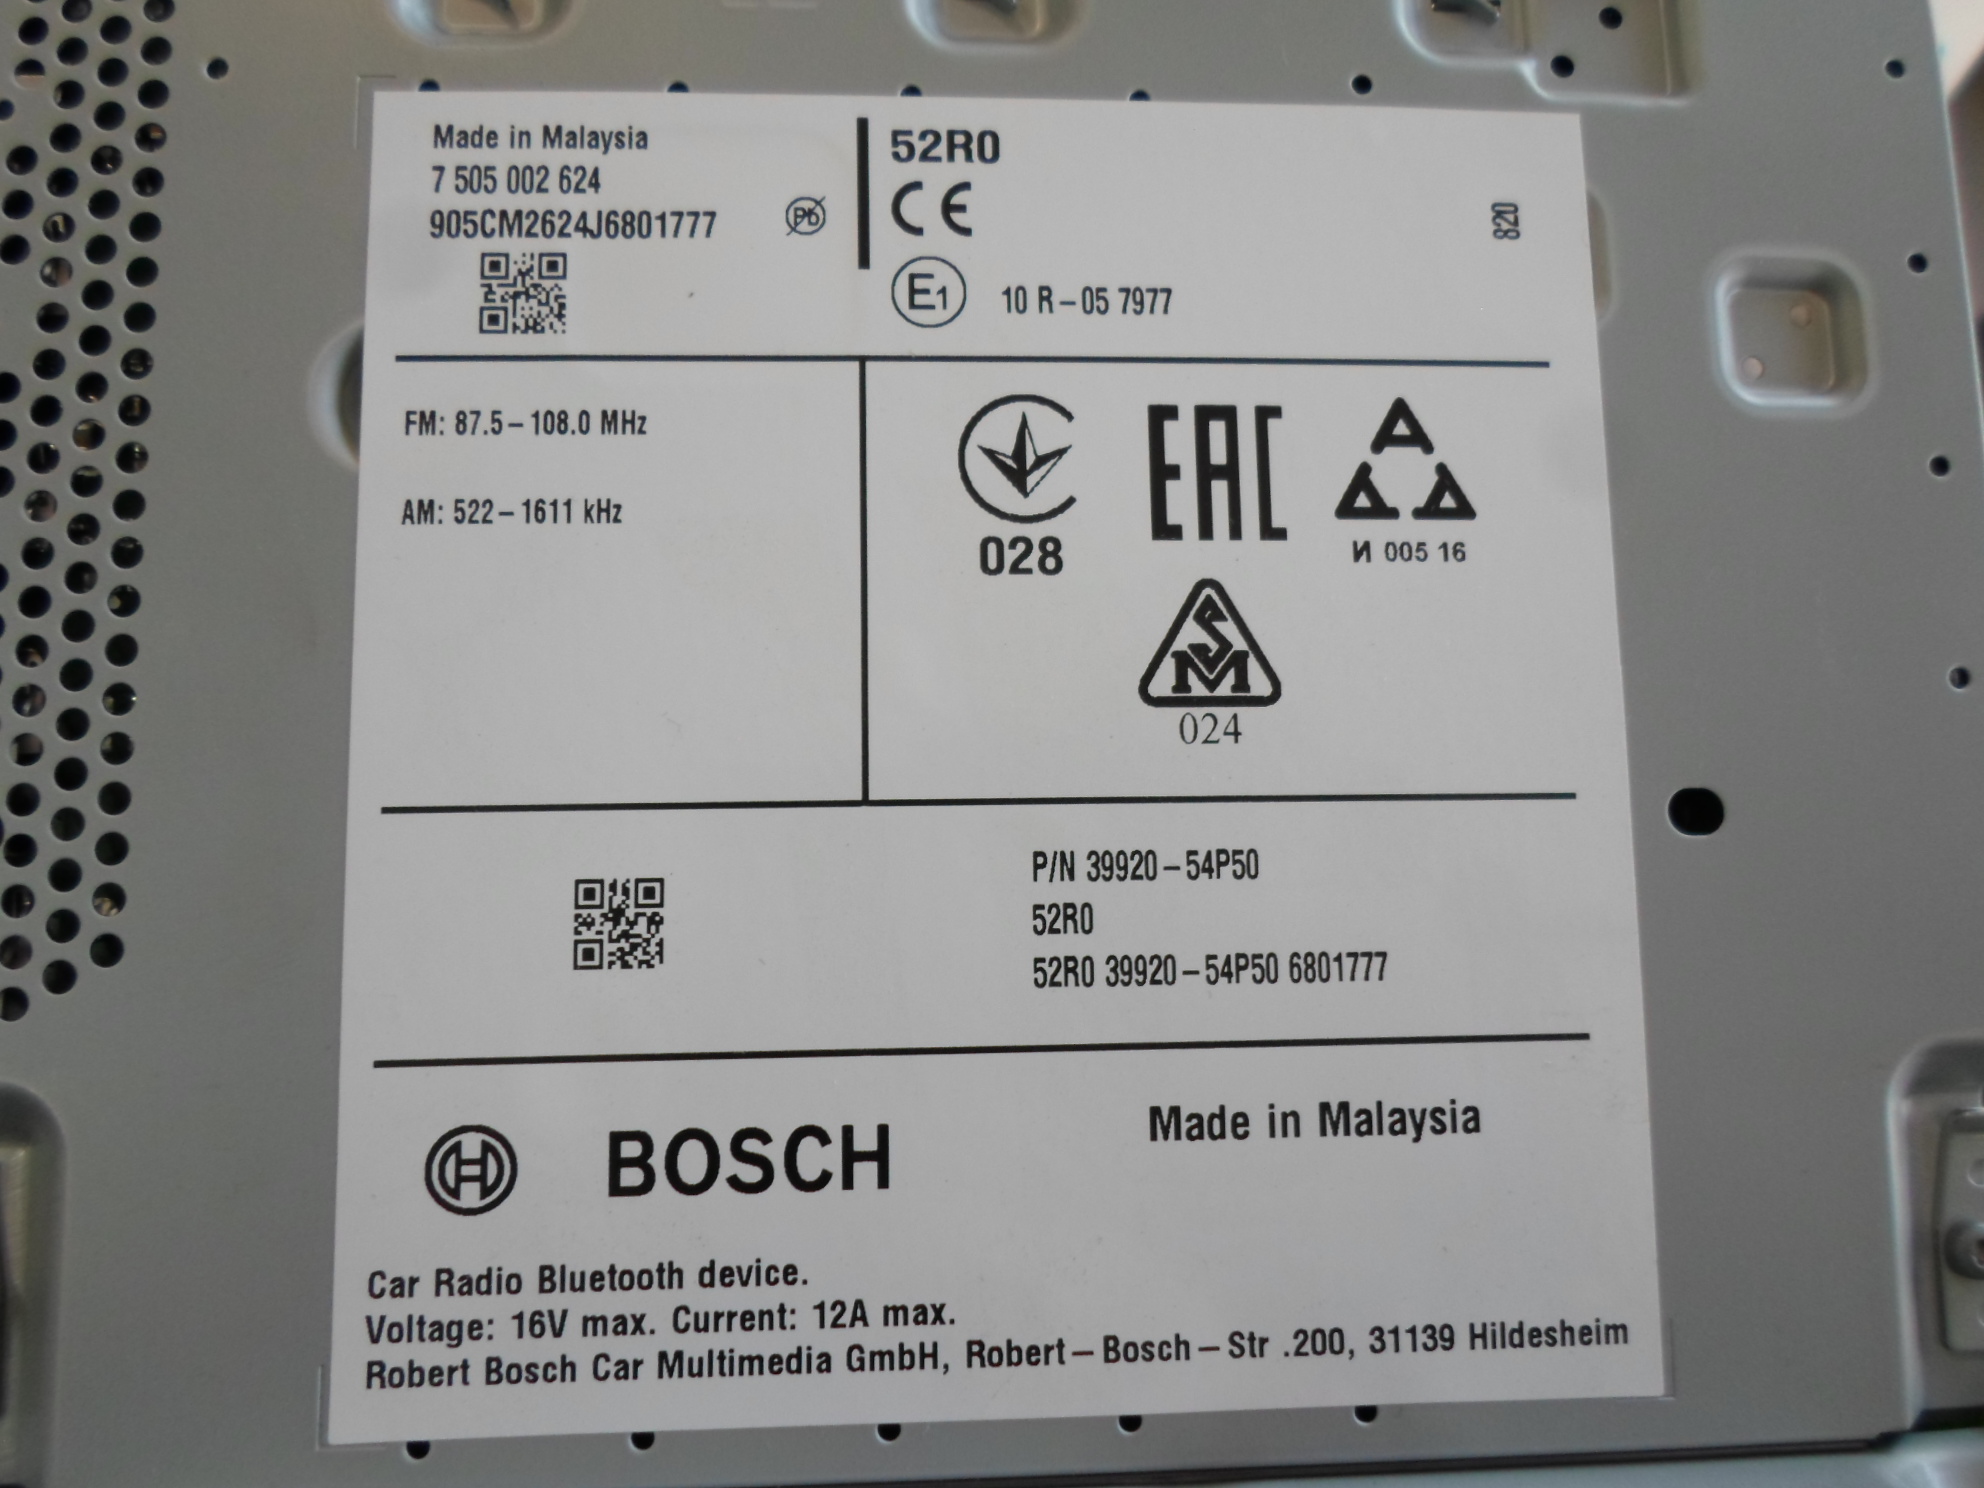 Made in Malaysia
7 505 002 624
905CM2624J6801777
Pb
52R0
CE
E1
10 R-05 7977
820
FM: 87.5-108.0 MHz
AM: 522-1611 kHz
028
EAC
И 005 16
SM
024
P/N 39920-54P50
52R0
52R0 39920-54P50 6801777
BOSCH
Made in Malaysia
Car Radio Bluetooth device.
Voltage: 16V max. Current: 12A max.
Robert Bosch Car Multimedia GmbH, Robert-Bosch-Str .200, 31139 Hildesheim